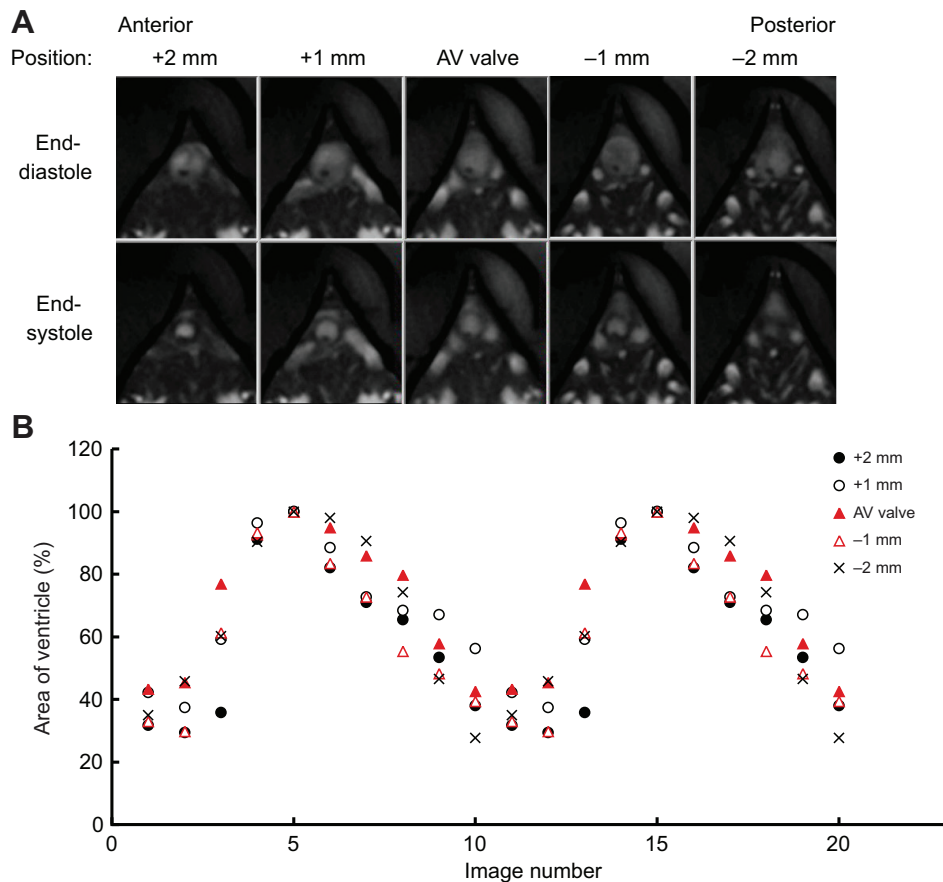 A
Anterior
Posterior
Position:
+2 mm
+1 mm
AV valve
–1 mm
–2 mm
End-
diastole
End-
systole
B
Area of ventricle (%)
120
100
80
60
40
20
0
0
5
10
15
20
Image number
+2 mm
+1 mm
AV valve
–1 mm
–2 mm